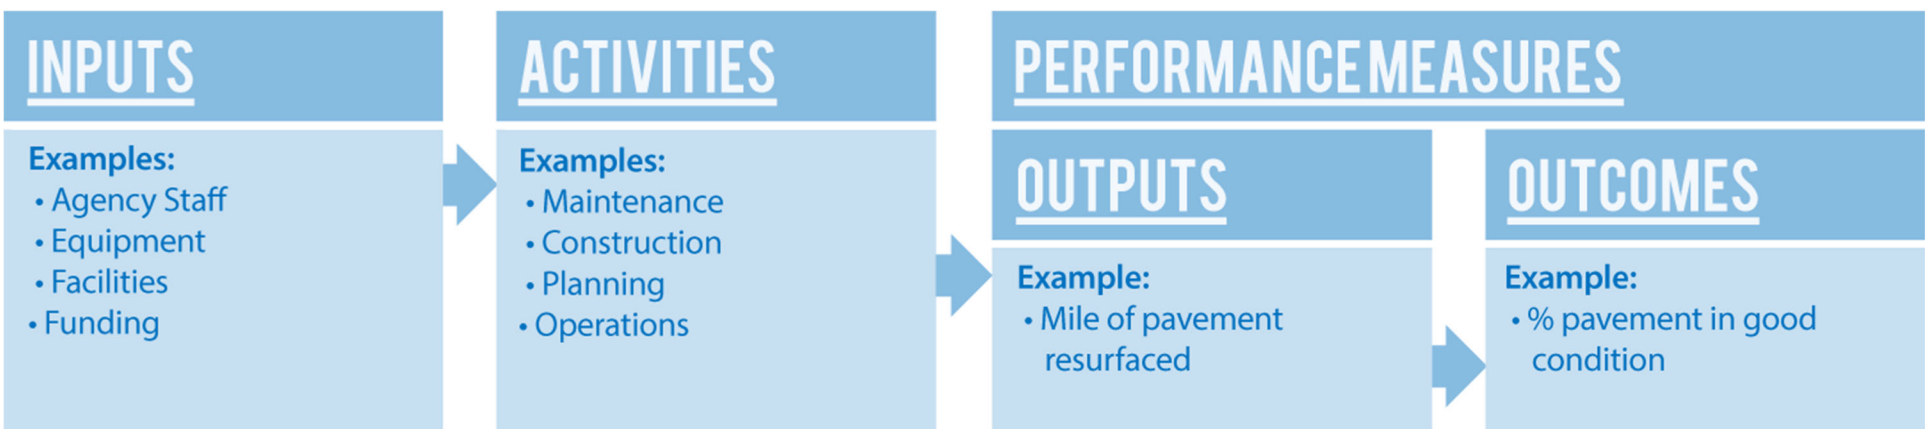 INPUTS
Examples:
• Agency Staff
• Equipment
• Facilities
• Funding
ACTIVITIES
Examples:
• Maintenance
• Construction
• Planning
• Operations
PERFORMANCE MEASURES
OUTPUTS
Example:
• Mile of pavement
resurfaced
OUTCOMES
Example:
• % pavement in good
condition